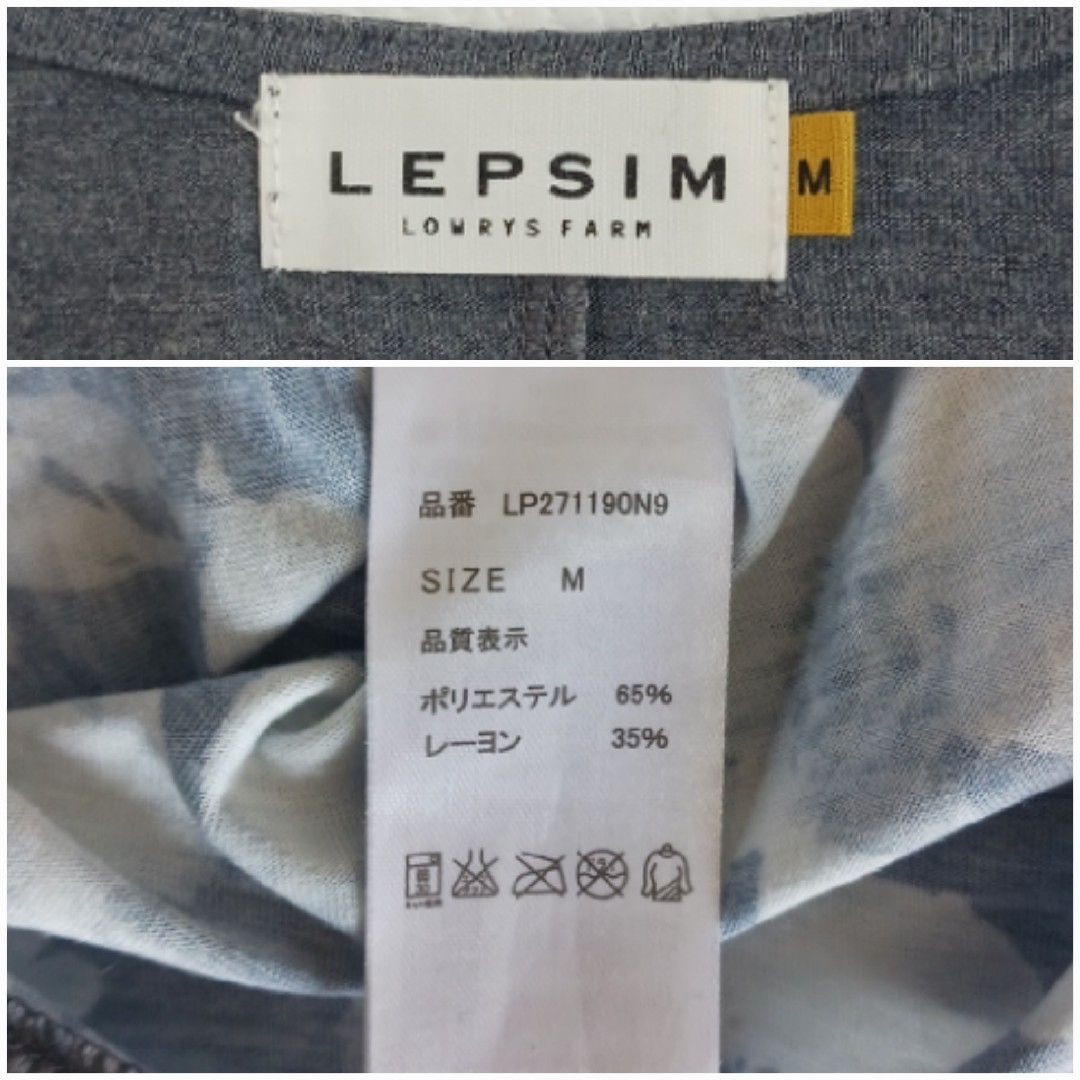 LEPSIM
LOWRYS FARM
M
品番 LP271190N9
SIZE M
品質表示
ポリエステル 65%
レーヨン 35%